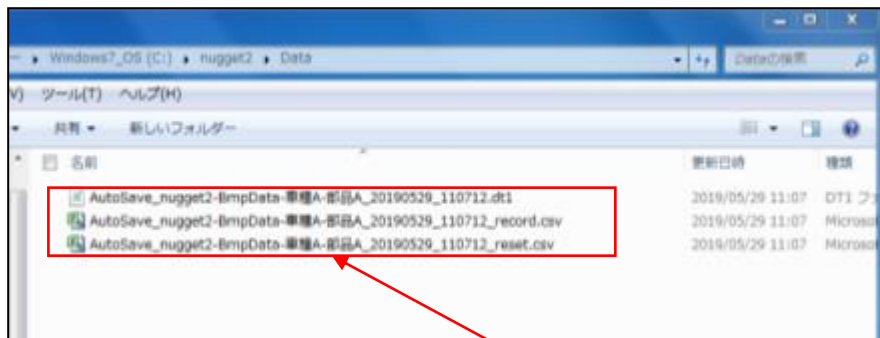 Windows7_OS (C:) ▸ nugget2 ▸ Data
Dataの検索
V) ツール(T) ヘルプ(H)
共有 ▼ 新しいフォルダー
名前 更新日時 種類
AutoSave_nugget2-BmpData-車種A-部品A_20190529_110712.dt1 2019/05/29 11:07 DT1 フ
AutoSave_nugget2-BmpData-車種A-部品A_20190529_110712_record.csv 2019/05/29 11:07 Microso
AutoSave_nugget2-BmpData-車種A-部品A_20190529_110712_reset.csv 2019/05/29 11:07 Microso